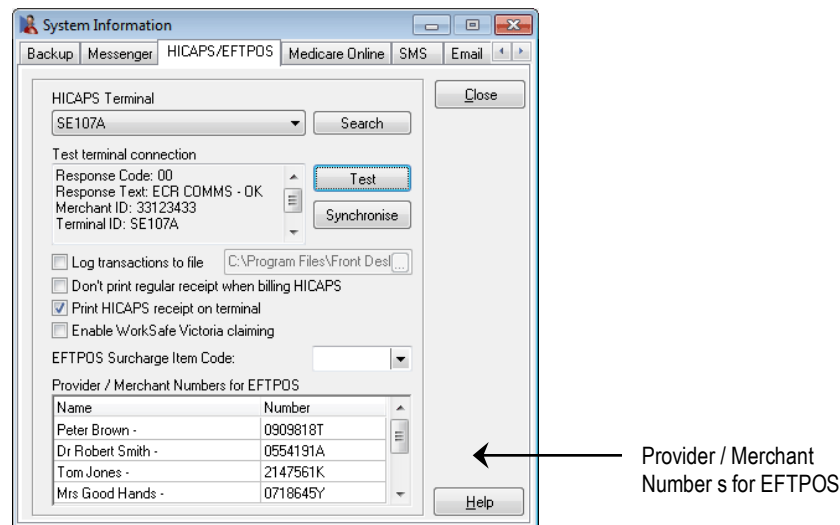 System Information
Backup Messenger HICAPS/EFTPOS Medicare Online SMS Email
HICAPS Terminal
Close
SE107A Search
Test terminal connection
Response Code: 00
Response Text: ECR COMMS - OK
Merchant ID: 33123433
Terminal ID: SE107A
Test
Synchronise
Log transactions to file C:\Program Files\Front Desl ...
Don't print regular receipt when billing HICAPS
Print HICAPS receipt on terminal
Enable WorkSafe Victoria claiming
EFTPOS Surcharge Item Code:
Provider / Merchant Numbers for EFTPOS
Name Number
Peter Brown - 0909818T
Dr Robert Smith - 0554191A
Tom Jones - 2147561K
Mrs Good Hands - 0718645Y
Help
Provider / Merchant
Number s for EFTPOS